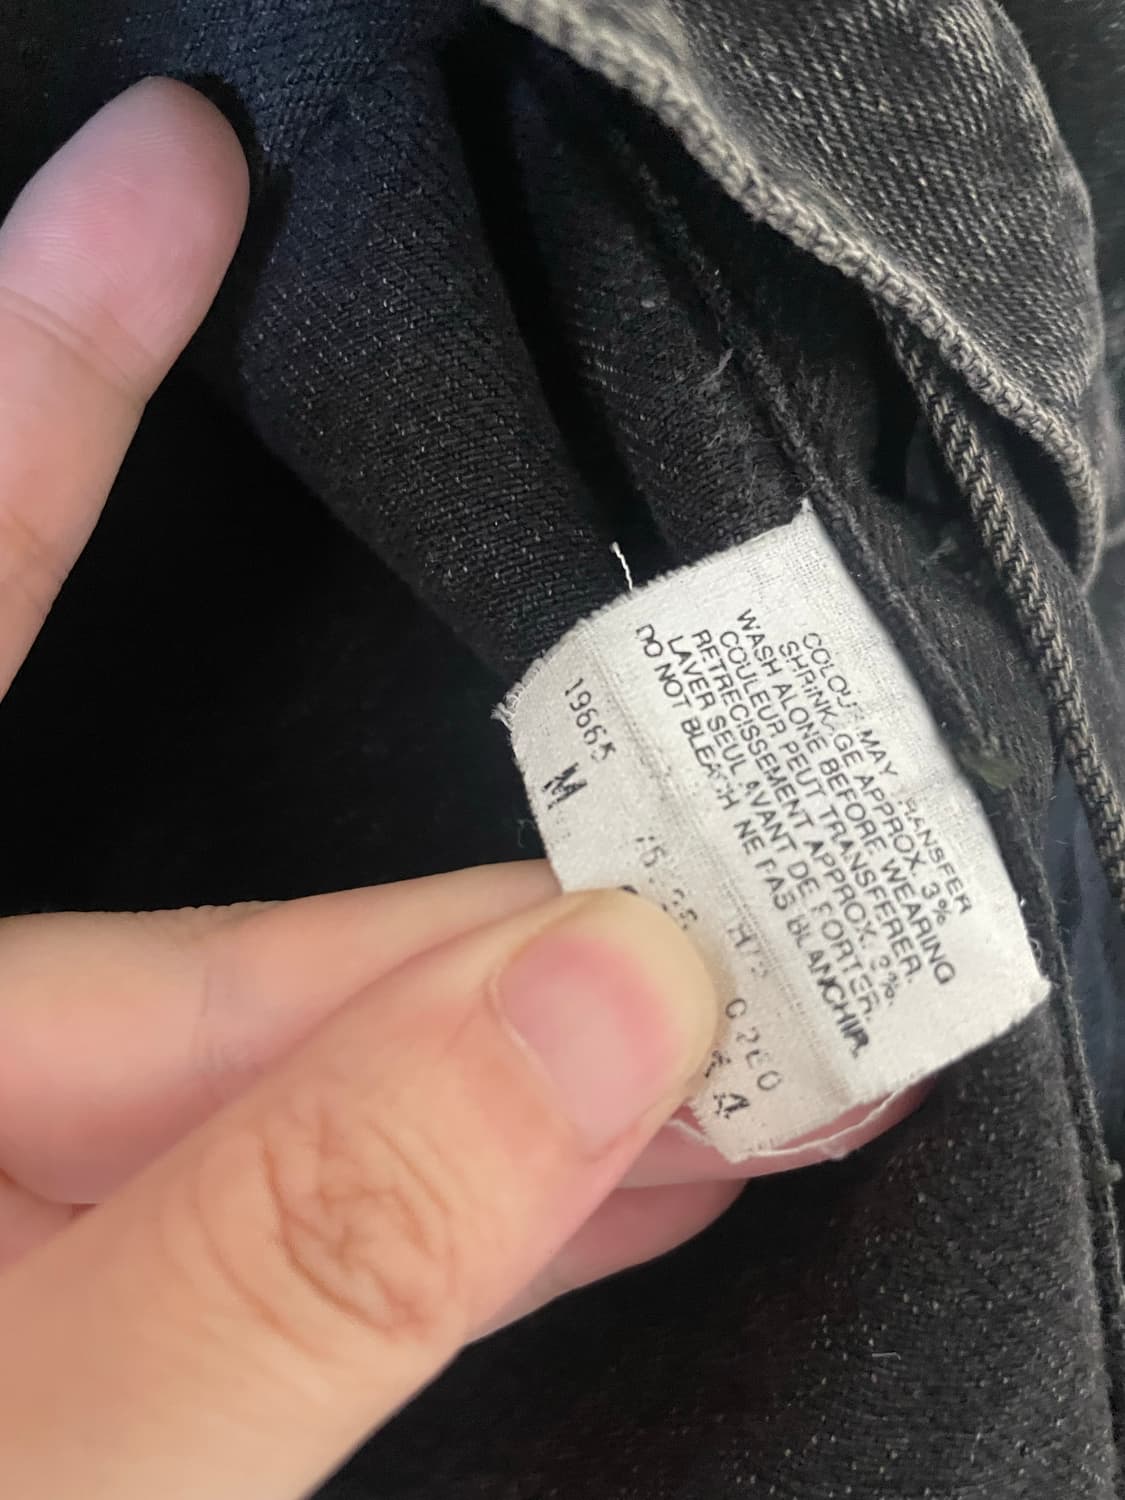 COLOUR MAY TRANSFER
SHRINKAGE APPROX. 3%
WASH ALONE BEFORE WEARING
COULEUR PEUT TRANSFERER.
RETRECISSEMENT APPROX. 3%.
LAVER SEUL AVANT DE PORTER.
DO NOT BLEACH NE PAS BLANCHIR.
19665
M